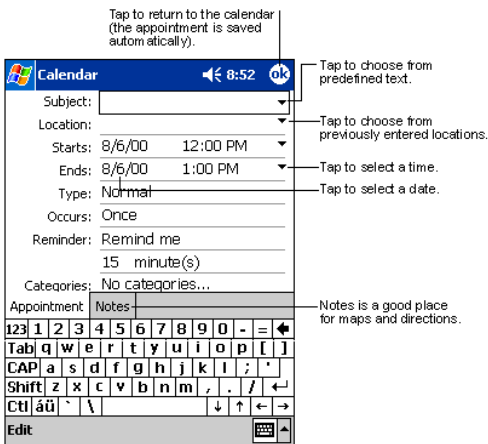 Tap to return to the calendar
(the appointment is saved
automatically).
Calendar 8:52 ok
Tap to choose from
predefined text.
Subject:
Location:
Tap to choose from
previously entered locations.
Starts: 8/6/00 12:00 PM
Ends: 8/6/00 1:00 PM
Tap to select a time.
Type: Normal
Tap to select a date.
Occurs: Once
Reminder: Remind me
15 minute(s)
Categories: No categories...
Appointment Notes
Notes is a good place
for maps and directions.
123 1 2 3 4 5 6 7 8 9 0 - =
Tab q w e r t y u i o p [ ]
CAP a s d f g h j k l ; '
Shift z x c v b n m , . /
Ctl áü ` \
Edit